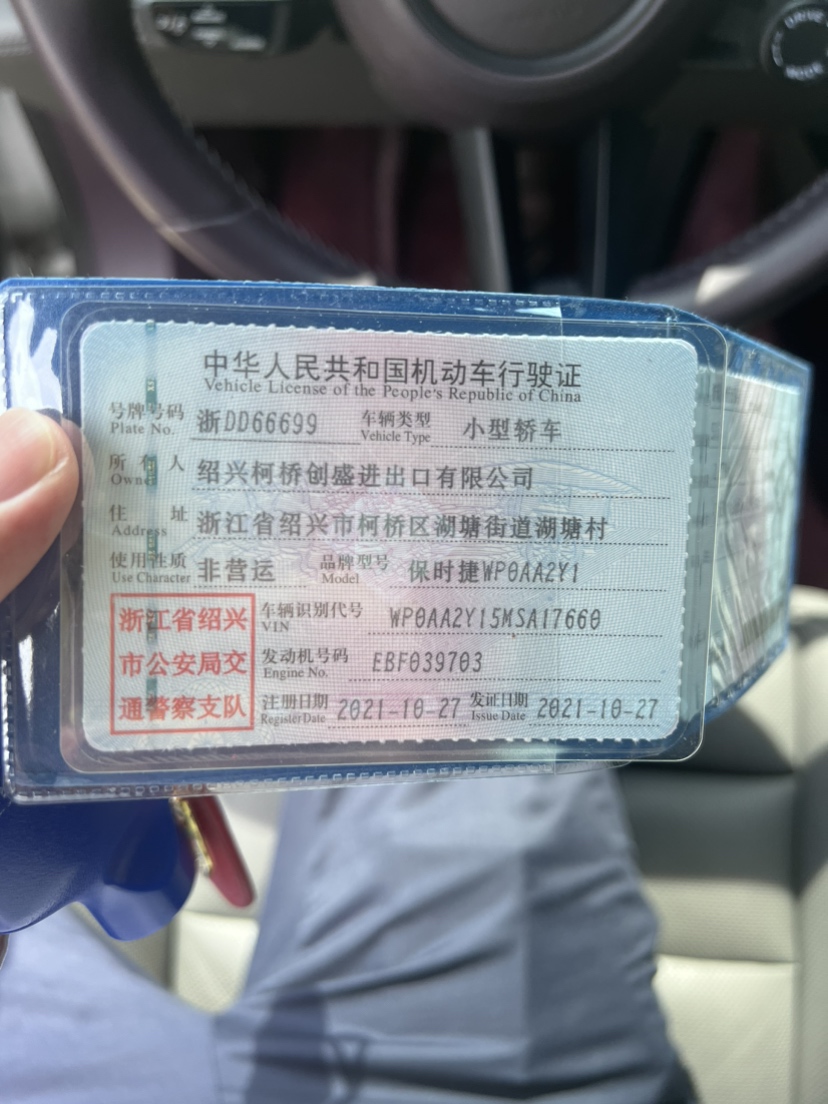 DRIVE
MODE
中华人民共和国机动车行驶证
Vehicle License of the People's Republic of China
号牌号码 浙DD66699 车辆类型 小型轿车
Plate No. Vehicle Type
所有人 绍兴柯桥创盛进出口有限公司
Owner
住址 浙江省绍兴市柯桥区湖塘街道湖塘村
Address
使用性质 非营运 品牌型号 保时捷WP0AA2Y1
Use Character Model
浙江省绍兴 车辆识别代号 WP0AA2Y15MSA17660
VIN
市公安局交 发动机号码 EBF039703
Engine No.
通警察支队 注册日期 2021-10-27 发证日期 2021-10-27
Register Date Issue Date